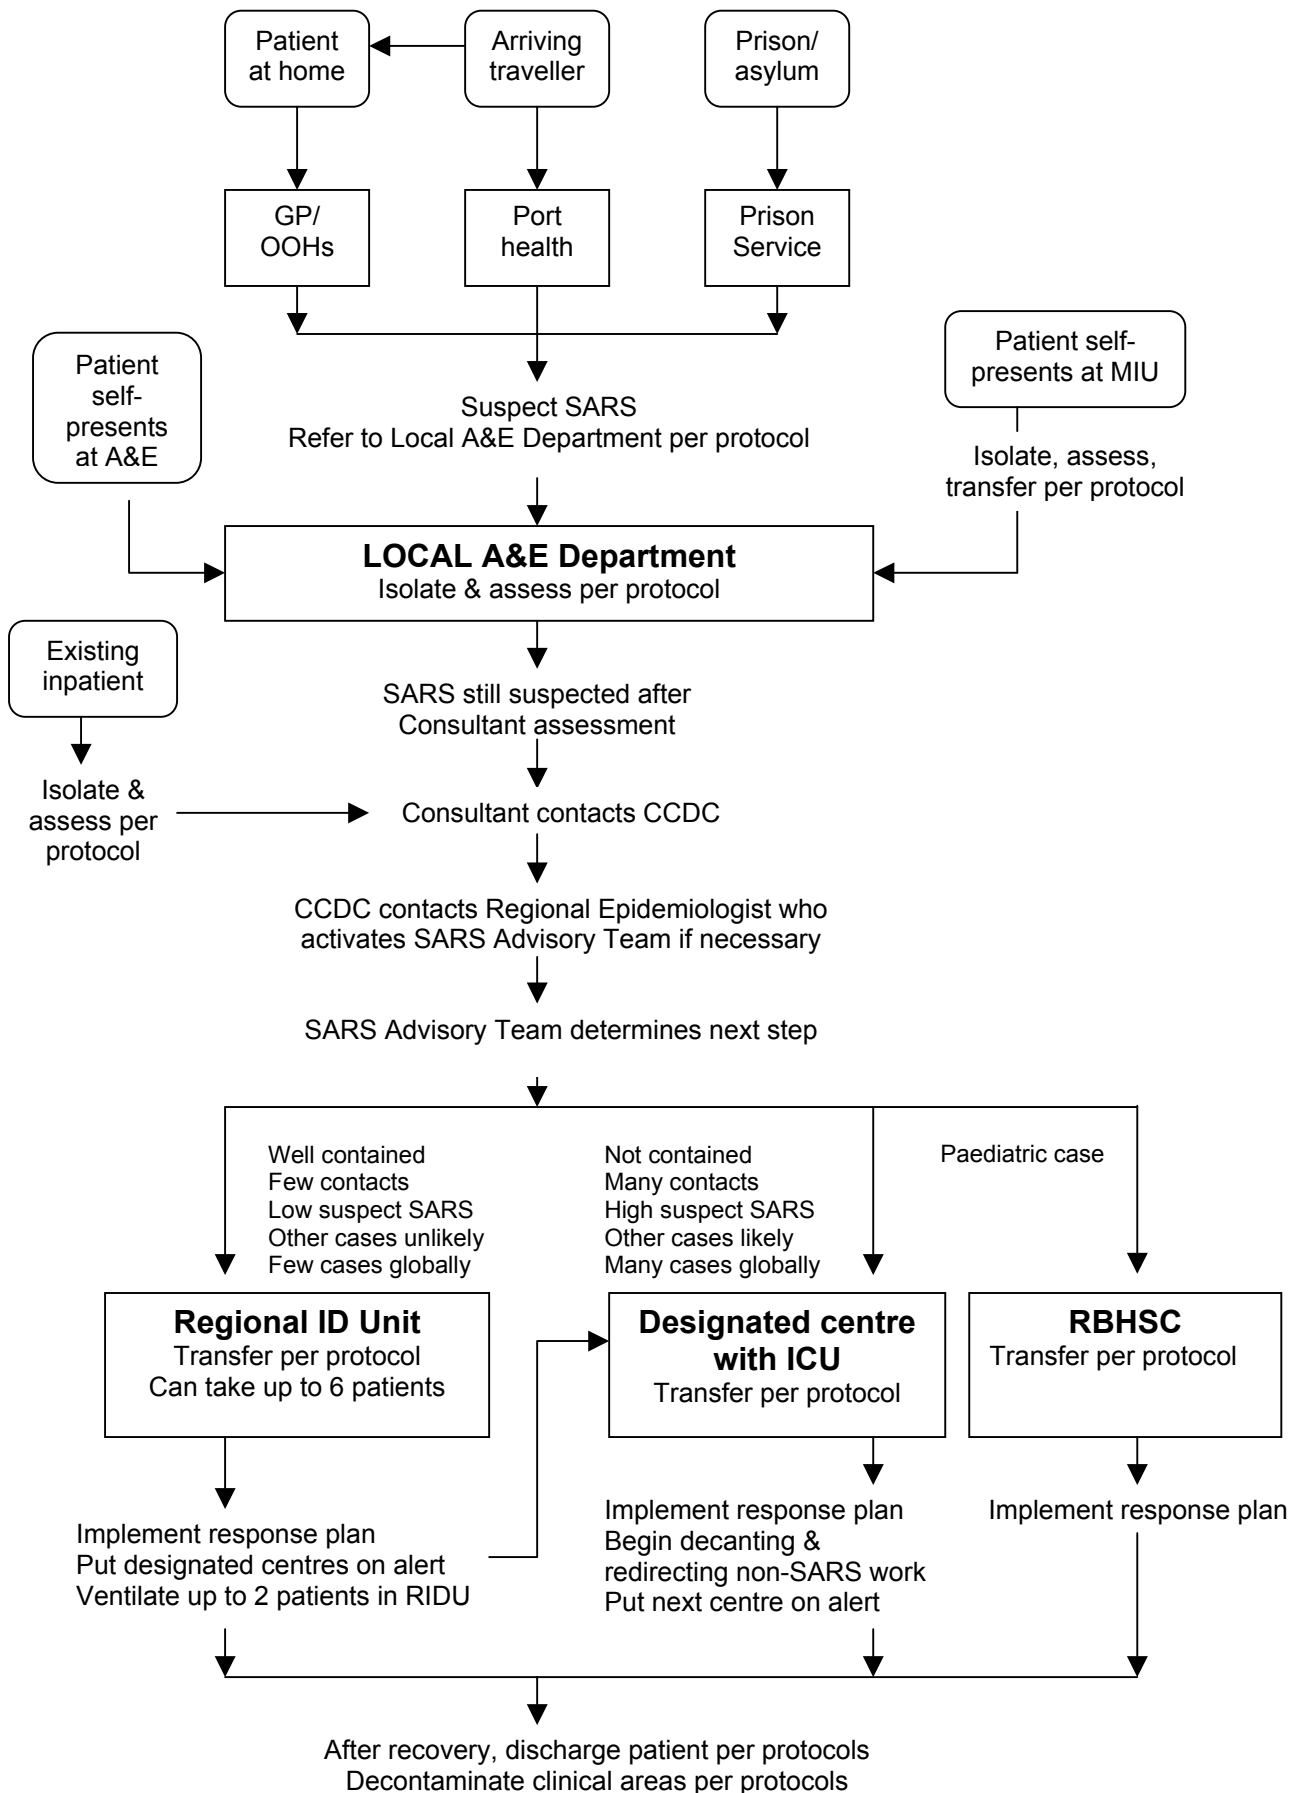 Patient
at home
Arriving
traveller
Prison/
asylum
GP/
OOHs
Port
health
Prison
Service
Patient
self-
presents
at A&E
Patient self-
presents at MIU
Suspect SARS
Refer to Local A&E Department per protocol
Isolate, assess,
transfer per protocol
LOCAL A&E Department
Isolate & assess per protocol
Existing
inpatient
SARS still suspected after
Consultant assessment
Isolate &
assess per
protocol
Consultant contacts CCDC
CCDC contacts Regional Epidemiologist who
activates SARS Advisory Team if necessary
SARS Advisory Team determines next step
Well contained
Few contacts
Low suspect SARS
Other cases unlikely
Few cases globally
Not contained
Many contacts
High suspect SARS
Other cases likely
Many cases globally
Paediatric case
Regional ID Unit
Transfer per protocol
Can take up to 6 patients
Designated centre
with ICU
Transfer per protocol
RBHSC
Transfer per protocol
Implement response plan
Put designated centres on alert
Ventilate up to 2 patients in RIDU
Implement response plan
Begin decanting &
redirecting non-SARS work
Put next centre on alert
Implement response plan
After recovery, discharge patient per protocols
Decontaminate clinical areas per protocols